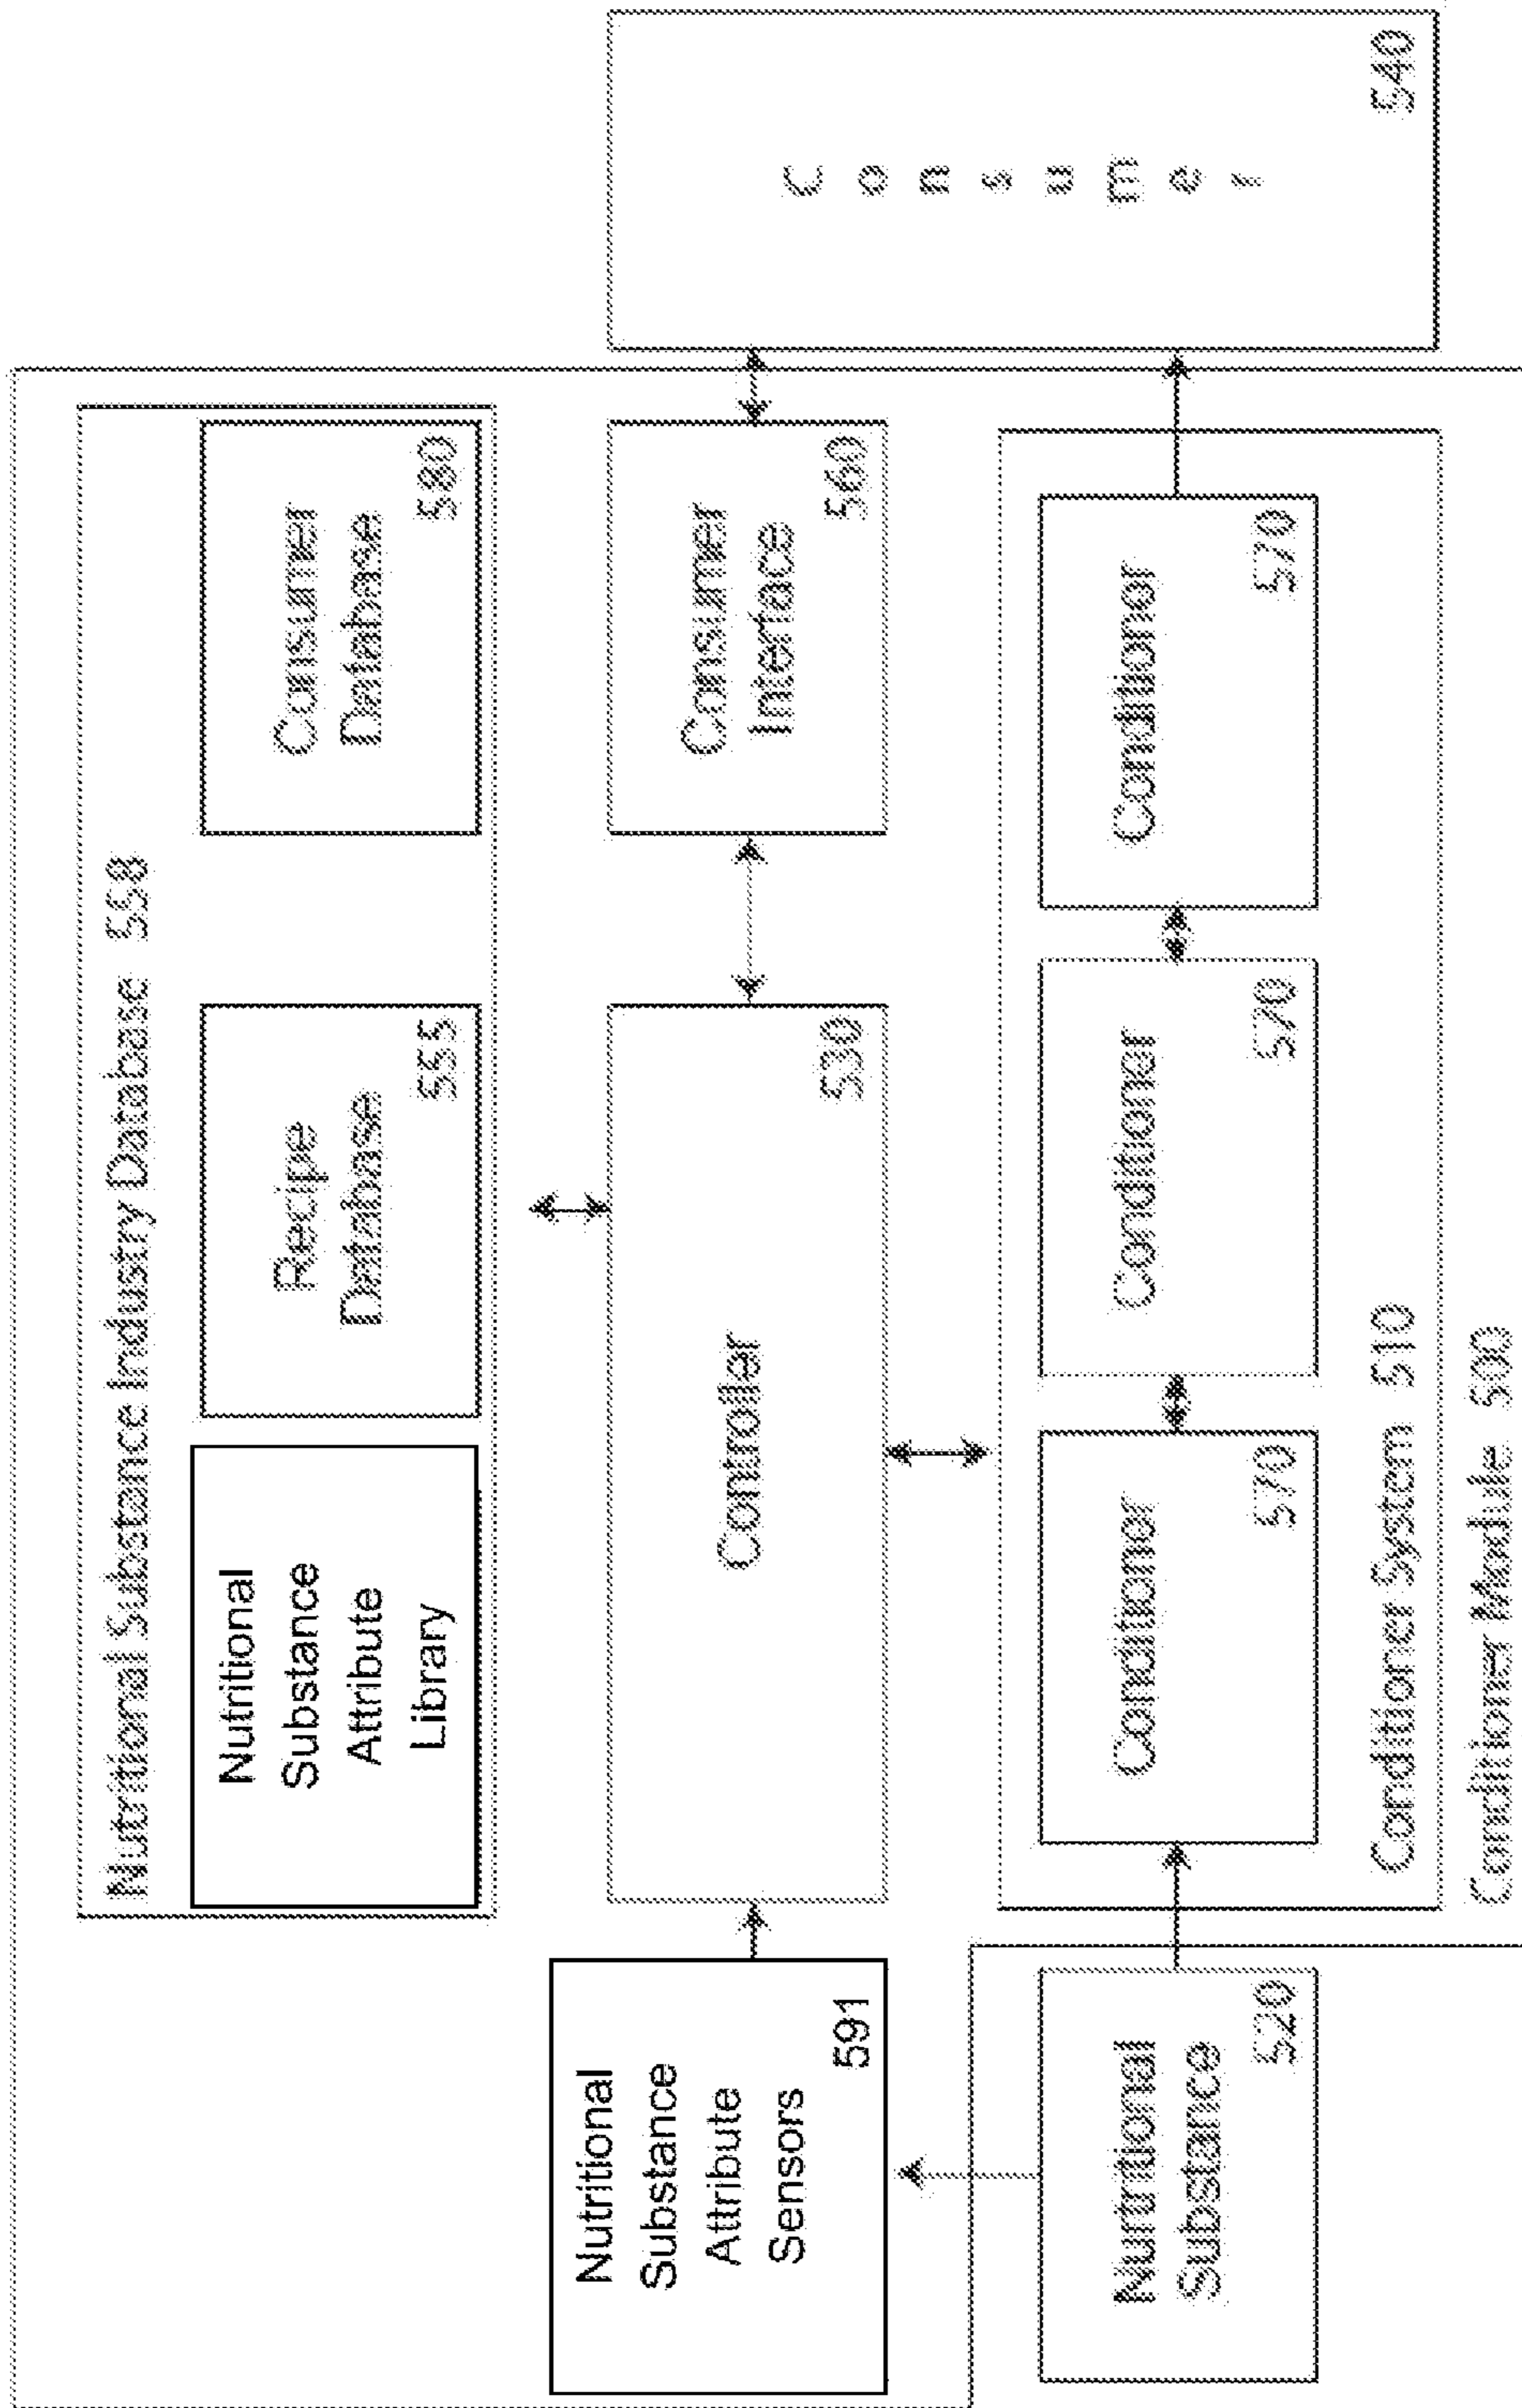 Nutritional Substance Industry Database 558
Nutritional
Substance
Attribute
Library
Recipe
Database
555
Consumer
Database
580
Nutritional
Substance
Attribute
Sensors
591
Controller
530
Consumer
Interface
560
Consumer
540
Nutritional
Substance
520
Conditioner
570
Conditioner
570
Conditioner
570
Conditioner System 510
Conditioner Module 500